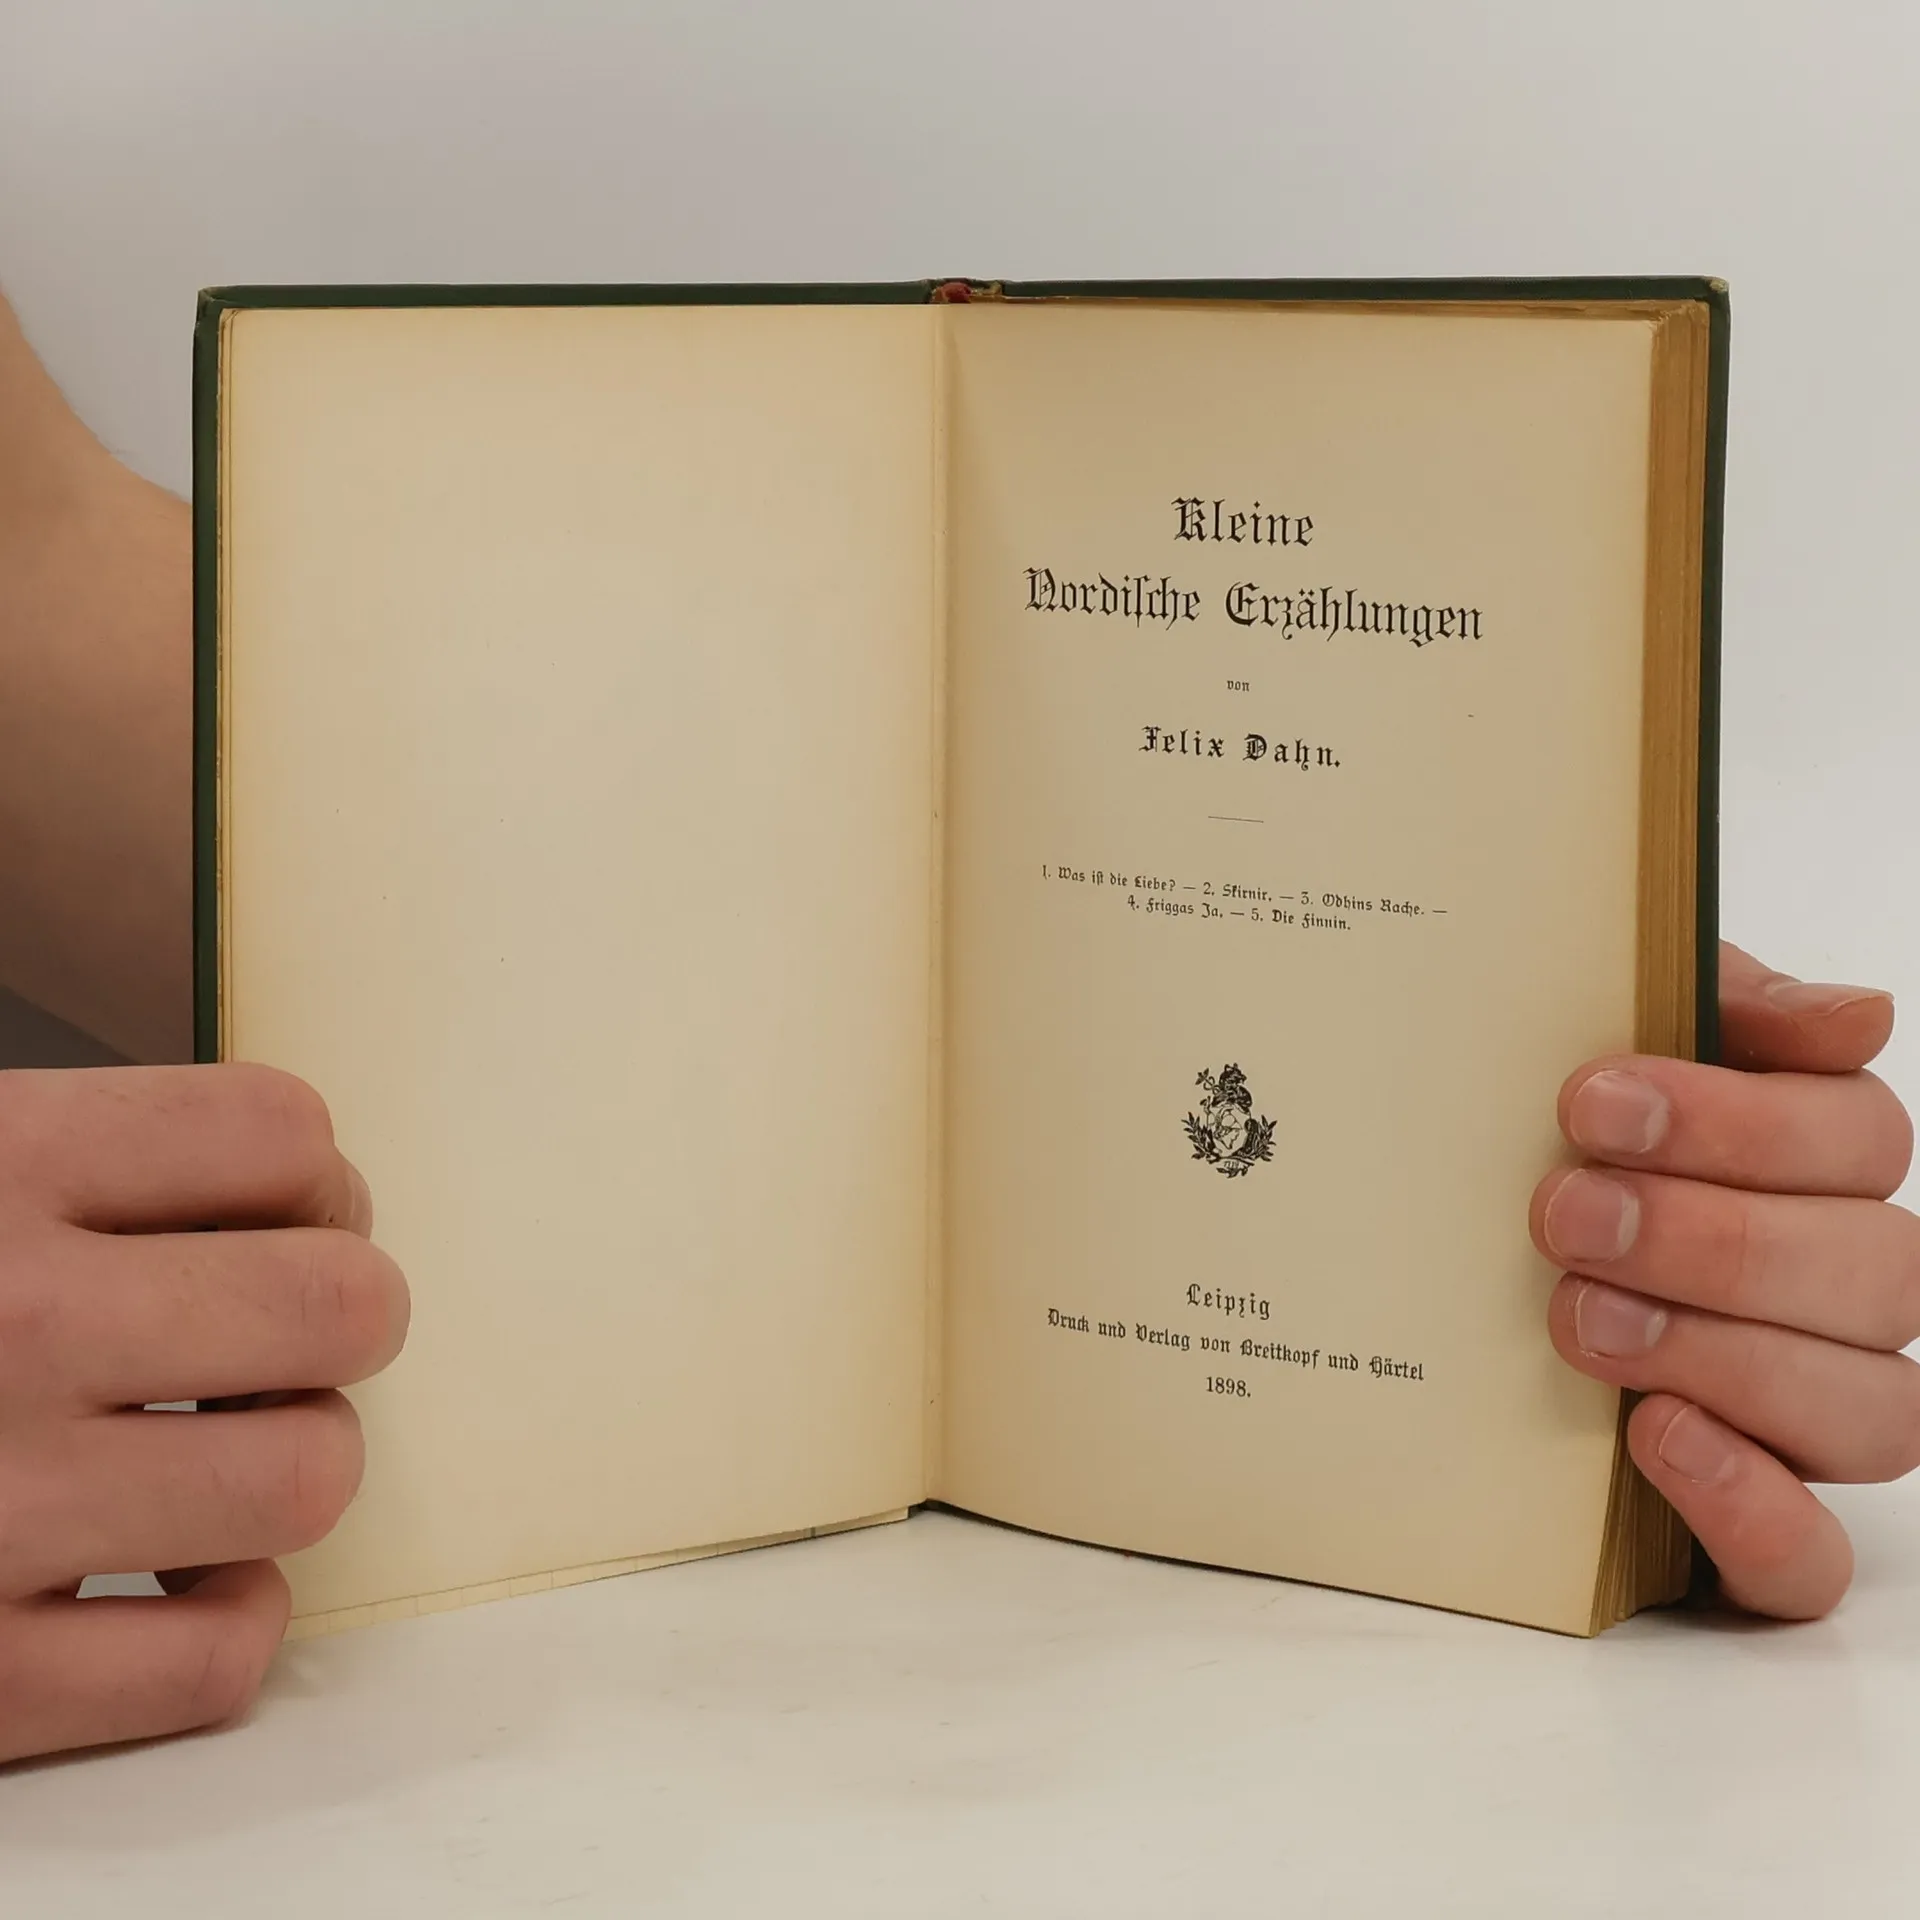 Kleine
Nordiſche Erzählungen
von
Felix Dahn.
1. Was iſt die Liebe? — 2. Skirnir. — 3. Odhins Rache. —
4. Friggas Ja. — 5. Die Finnin.
Leipzig
Druck und Verlag von Breitkopf und Härtel
1898.